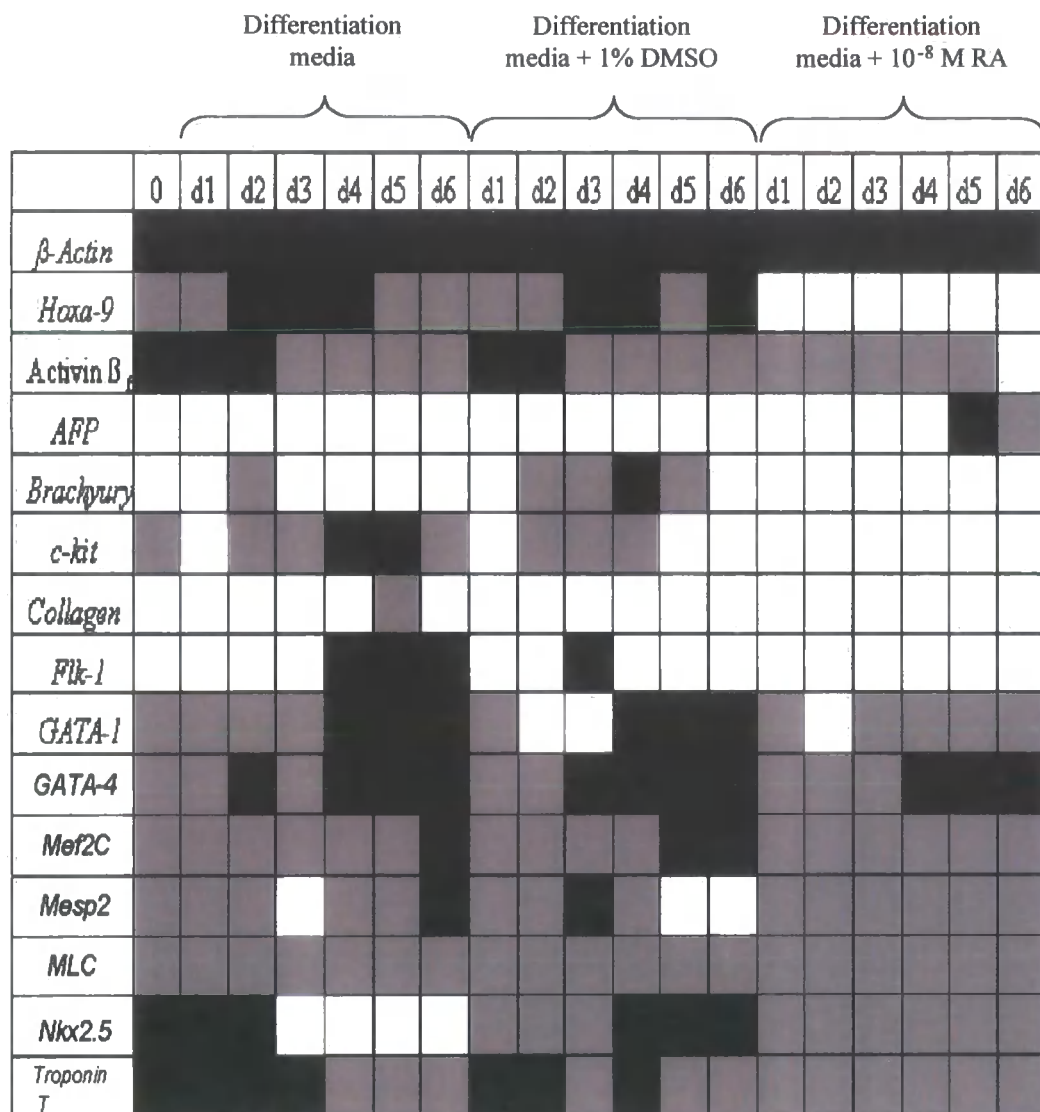 Differentiation media
Differentiation media + 1% DMSO
Differentiation media + 10⁻⁸ M RA
0 d1 d2 d3 d4 d5 d6 d1 d2 d3 d4 d5 d6 d1 d2 d3 d4 d5 d6
β-Actin
Hoxa-9
Activin β
AFP
Brachyury
c-kit
Collagen
Flk-1
GATA-1
GATA-4
Mef2C
Mesp2
MLC
Nkx2.5
Troponin
T